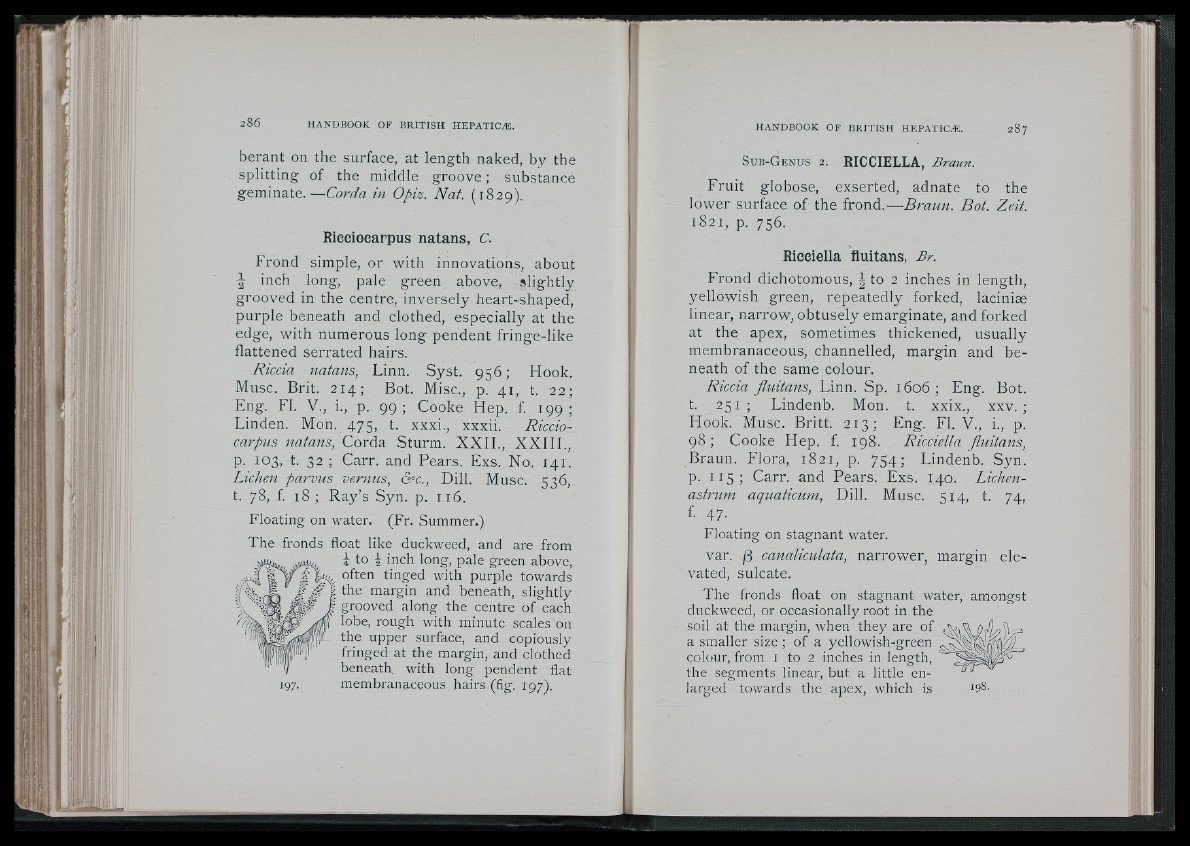 286 HANDBOOK OF BRITISH HEPATICÆ.
berant on the surface, at length naked, by the
splitting of the middle groove; substance
geminate.—Corda in Opiz. Nat. (1829).
Ricciocarpus natans, C.
Frond simple, or with innovations, about
½ inch long, pale green above, slightly
grooved in the centre, inversely heart-shaped,
purple beneath and clothed, especially at the
edge, with numerous long pendent fringe-like
flattened serrated hairs.
Riccia natans, Linn. Syst. 956; Hook.
Musc. Brit. 214; Bot. Misc., p. 41, t. 22;
Eng. Fl. V., i., p. 99; Cooke Hep. f. 199;
Linden. Mon. 475, t. xxxi., xxxii. Riccio-
carpus natans, Corda Sturm. XXII., XXIII.,
p. 103, t. 32; Carr. and Pears. Exs. No. 141.
Lichen parvus vernus, &c., Dill. Musc. 536,
t. 78, f. 18; Ray's Syn. p. 116.
Floating on water. (Fr. Summer.)
The fronds float like duckweed, and are from
¼ to ½ inch long, pale green above,
often tinged with purple towards
the margin and beneath, slightly
grooved along the centre of each
lobe, rough with minute scales on
the upper surface, and copiously
fringed at the margin, and clothed
beneath with long pendent flat
membranaceous hairs (fig. 197).
197.
HANDBOOK OF BRITISH HEPATICÆ. 287
SUB-GENUS 2. RICCIELLA, Braun.
Fruit globose, exserted, adnate to the
lower surface of the frond.—Braun. Bot. Zeit.
1821, p. 756.
Ricciella fluitans, Br.
Frond dichotomous, ½ to 2 inches in length,
yellowish green, repeatedly forked, laciniæ
linear, narrow, obtusely emarginate, and forked
at the apex, sometimes thickened, usually
membranaceous, channelled, margin and be-
neath of the same colour.
Riccia fluitans, Linn. Sp. 1606; Eng. Bot.
t. 251; Lindenb. Mon. t. xxix., xxv.;
Hook. Musc. Britt. 213; Eng. Fl. V., i., p.
98; Cooke Hep. f. 198. Ricciella fluitans,
Braun. Flora, 1821, p. 754; Lindenb. Syn.
p. 115; Carr. and Pears. Exs. 140. Lichen-
astrum aquaticum, Dill. Musc. 514, t. 74,
f. 47.
Floating on stagnant water.
var. β canaliculata, narrower, margin ele-
vated, sulcate.
The fronds float on stagnant water, amongst
duckweed, or occasionally root in the
soil at the margin, when they are of
a smaller size; of a yellowish-green
colour, from 1 to 2 inches in length,
the segments linear, but a little en-
larged towards the apex, which is
198.